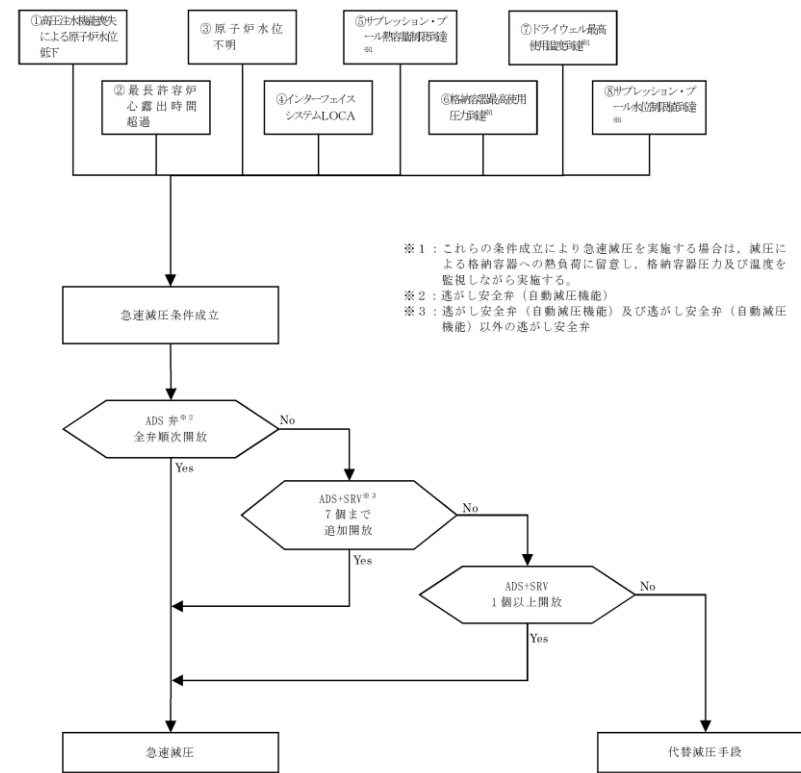 ①高圧注水機能喪失
による原子炉水位
低下
②最長許容炉
心露出時間
超過
③原子炉水位
不明
④インターフェイス
システムLOCA
⑤サプレッション・プ
ール熱容量制限到達
※1
⑥格納容器最高使用
圧力到達※1
⑦ドライウェル最高
使用温度到達※1
⑧サプレッション・プ
ール水位制限値到達
※1
※1：これらの条件成立により急速減圧を実施する場合は，減圧に
よる格納容器への熱負荷に留意し，格納容器圧力及び温度を
監視しながら実施する。
※2：逃がし安全弁（自動減圧機能）
※3：逃がし安全弁（自動減圧機能）及び逃がし安全弁（自動減圧
機能）以外の逃がし安全弁
急速減圧条件成立
ADS 弁※2
全弁順次開放
No
Yes
ADS+SRV※3
7個まで
追加開放
No
Yes
ADS+SRV
1個以上開放
No
Yes
急速減圧
代替減圧手段